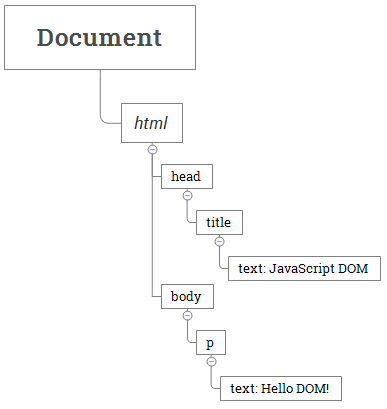 Document
html
head
title
text: JavaScript DOM
body
p
text: Hello DOM!